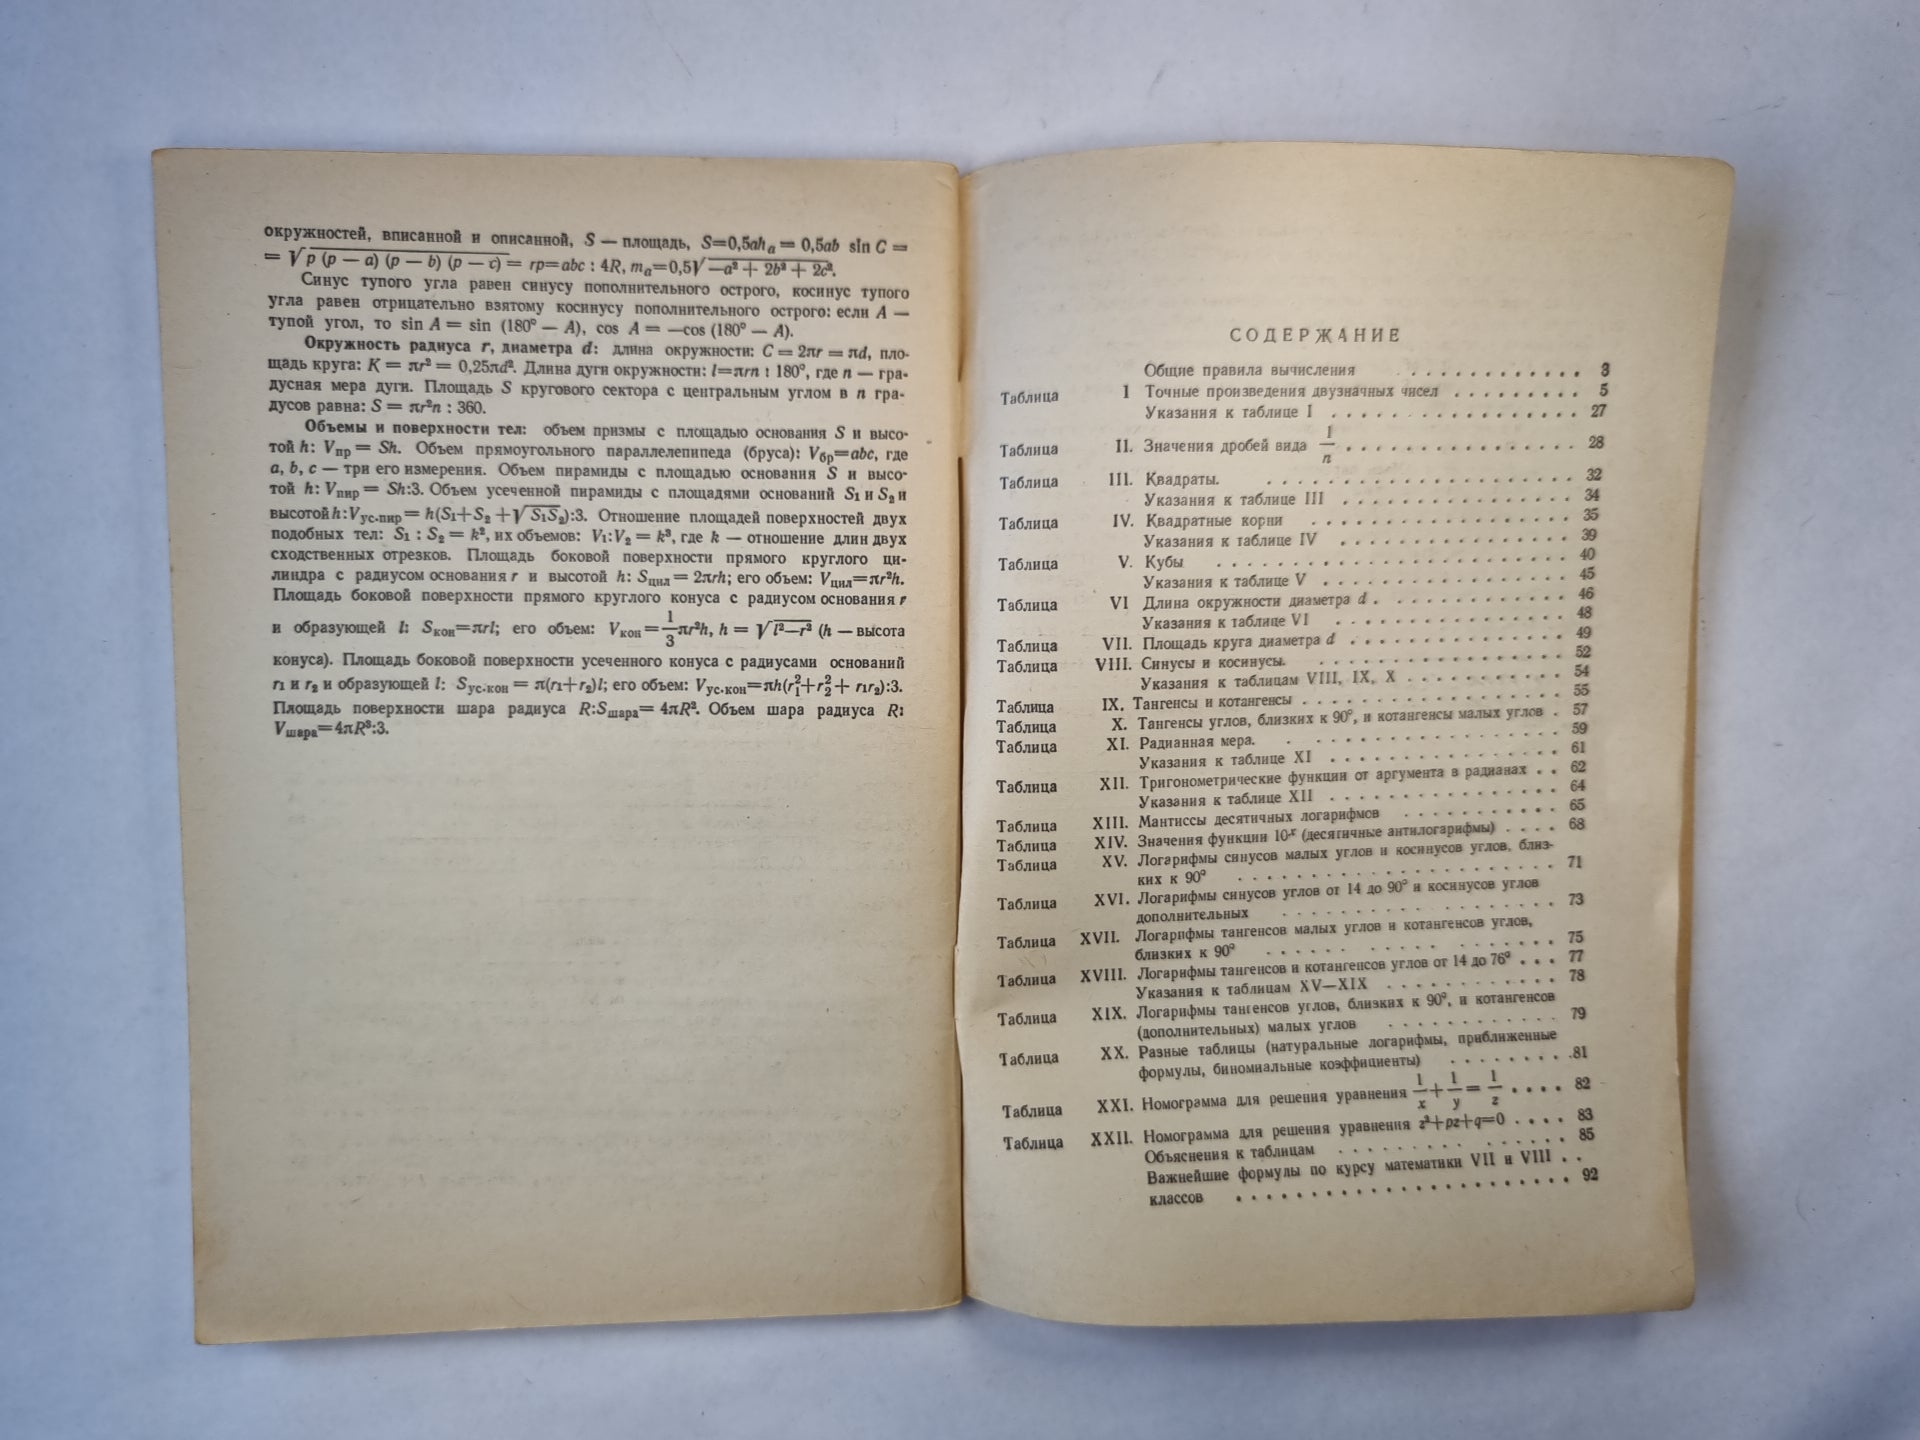 окружностей, вписанной и описанной, S — площадь, S=0,5ahₐ = 0,5ab sin C =
= √p (p — a) (p — b) (p — c) = rp=abc : 4R, mₐ=0,5√—a² + 2b² + 2c².
Синус тупого угла равен синусу пополнительного острого, косинус тупого
угла равен отрицательно взятому косинусу пополнительного острого: если A —
тупой угол, то sin A = sin (180° — A), cos A = —cos (180° — A).
Окружность радиуса r, диаметра d: длина окружности: C = 2πr = πd, пло-
щадь круга: K = πr² = 0,25πd². Длина дуги окружности: l=πrn : 180°, где n — гра-
дусная мера дуги. Площадь S кругового сектора с центральным углом в n гра-
дусов равна: S = πr²n : 360.
Объемы и поверхности тел: объем призмы с площадью основания S и высо-
той h: Vпр = Sh. Объем прямоугольного параллелепипеда (бруса): Vбр=abc, где
a, b, c — три его измерения. Объем пирамиды с площадью основания S и высо-
той h: Vпир = Sh:3. Объем усеченной пирамиды с площадями оснований S₁ и S₂ и
высотой h:Vус.пир= h(S₁+S₂ +√S₁S₂):3. Отношение площадей поверхностей двух
подобных тел: S₁ : S₂ = k², их объемов: V₁:V₂ = k³, где k — отношение длин двух
сходственных отрезков. Площадь боковой поверхности прямого круглого ци-
линдра с радиусом основания r и высотой h: Sцил= 2πrh; его объем: Vцил=πr²h.
Площадь боковой поверхности прямого круглого конуса с радиусом основания r
и образующей l: Sкон=πrl; его объем: Vкон=1/3πr²h, h = √l²—r² (h — высота
конуса). Площадь боковой поверхности усеченного конуса с радиусами оснований
r₁ и r₂ и образующей l: Sус.кон = π(r₁+r₂)l; его объем: Vус.кон=πh(r₁²+r₂²+ r₁r₂):3.
Площадь поверхности шара радиуса R:Sшара= 4πR². Объем шара радиуса R:
Vшара=4πR³:3.
СОДЕРЖАНИЕ
Общие правила вычисления . . . . . . . . . . . . 3
Таблица I Точные произведения двузначных чисел . . . . . . . . . 5
Указания к таблице I . . . . . . . . . . . . . . . . . 27
Таблица II. Значения дробей вида 1/n . . . . . . . . . . . . . . . . 28
Таблица III. Квадраты. . . . . . . . . . . . . . . . . . . . . . 32
Указания к таблице III . . . . . . . . . . . . . . . . 34
Таблица IV. Квадратные корни . . . . . . . . . . . . . . . . . . 35
Указания к таблице IV . . . . . . . . . . . . . . . . 39
Таблица V. Кубы . . . . . . . . . . . . . . . . . . . . . . . . 40
Указания к таблице V . . . . . . . . . . . . . . . . . 45
Таблица VI Длина окружности диаметра d . . . . . . . . . . . . 46
Указания к таблице VI . . . . . . . . . . . . . . . . 48
Таблица VII. Площадь круга диаметра d . . . . . . . . . . . . . . 49
Таблица VIII. Синусы и косинусы. . . . . . . . . . . . . . . . . . 52
Указания к таблицам VIII, IX, X . . . . . . . . . . . 54
Таблица IX. Тангенсы и котангенсы . . . . . . . . . . . . . . . . . 55
Таблица X. Тангенсы углов, близких к 90°, и котангенсы малых углов . 57
Таблица XI. Радианная мера. . . . . . . . . . . . . . . . . . . . 59
Указания к таблице XI . . . . . . . . . . . . . . . . 61
Таблица XII. Тригонометрические функции от аргумента в радианах . . 62
Указания к таблице XII . . . . . . . . . . . . . . . . 64
Таблица XIII. Мантиссы десятичных логарифмов . . . . . . . . . . . 65
Таблица XIV. Значения функции 10ˣ (десятичные антилогарифмы) . . . . 68
Таблица XV. Логарифмы синусов малых углов и косинусов углов, близ-
ких к 90° . . . . . . . . . . . . . . . . . . . . . . 71
Таблица XVI. Логарифмы синусов углов от 14 до 90° и косинусов углов
дополнительных . . . . . . . . . . . . . . . . . . . 73
Таблица XVII. Логарифмы тангенсов малых углов и котангенсов углов,
близких к 90° . . . . . . . . . . . . . . . . . . . . 75
Таблица XVIII. Логарифмы тангенсов и котангенсов углов от 14 до 76° . . . 77
Указания к таблицам XV—XIX . . . . . . . . . . . . 78
Таблица XIX. Логарифмы тангенсов углов, близких к 90°, и котангенсов
(дополнительных) малых углов . . . . . . . . . . . . 79
Таблица XX. Разные таблицы (натуральные логарифмы, приближенные
формулы, биномиальные коэффициенты) . . . . . . . . .81
Таблица XXI. Номограмма для решения уравнения 1/x + 1/y = 1/z . . . . 82
Таблица XXII. Номограмма для решения уравнения z²+pz+q=0 . . . . 83
Объяснения к таблицам . . . . . . . . . . . . . . . 85
Важнейшие формулы по курсу математики VII и VIII . .
классов . . . . . . . . . . . . . . . . . . . . . . . 92